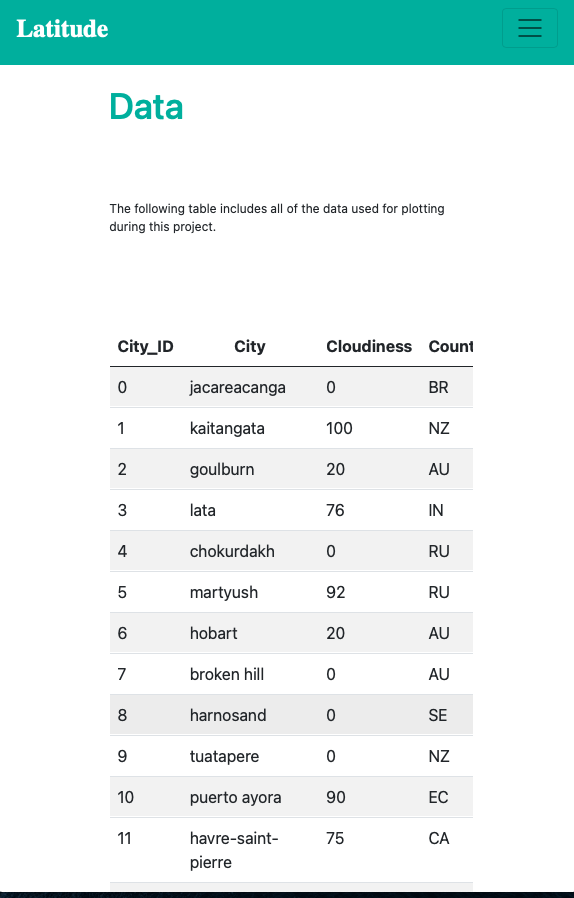 Latitude
Data
The following table includes all of the data used for plotting
during this project.
City_ID City Cloudiness Count
0 jacareacanga 0 BR
1 kaitangata 100 NZ
2 goulburn 20 AU
3 lata 76 IN
4 chokurdakh 0 RU
5 martyush 92 RU
6 hobart 20 AU
7 broken hill 0 AU
8 harnosand 0 SE
9 tuatapere 0 NZ
10 puerto ayora 90 EC
11 havre-saint- 75 CA
pierre